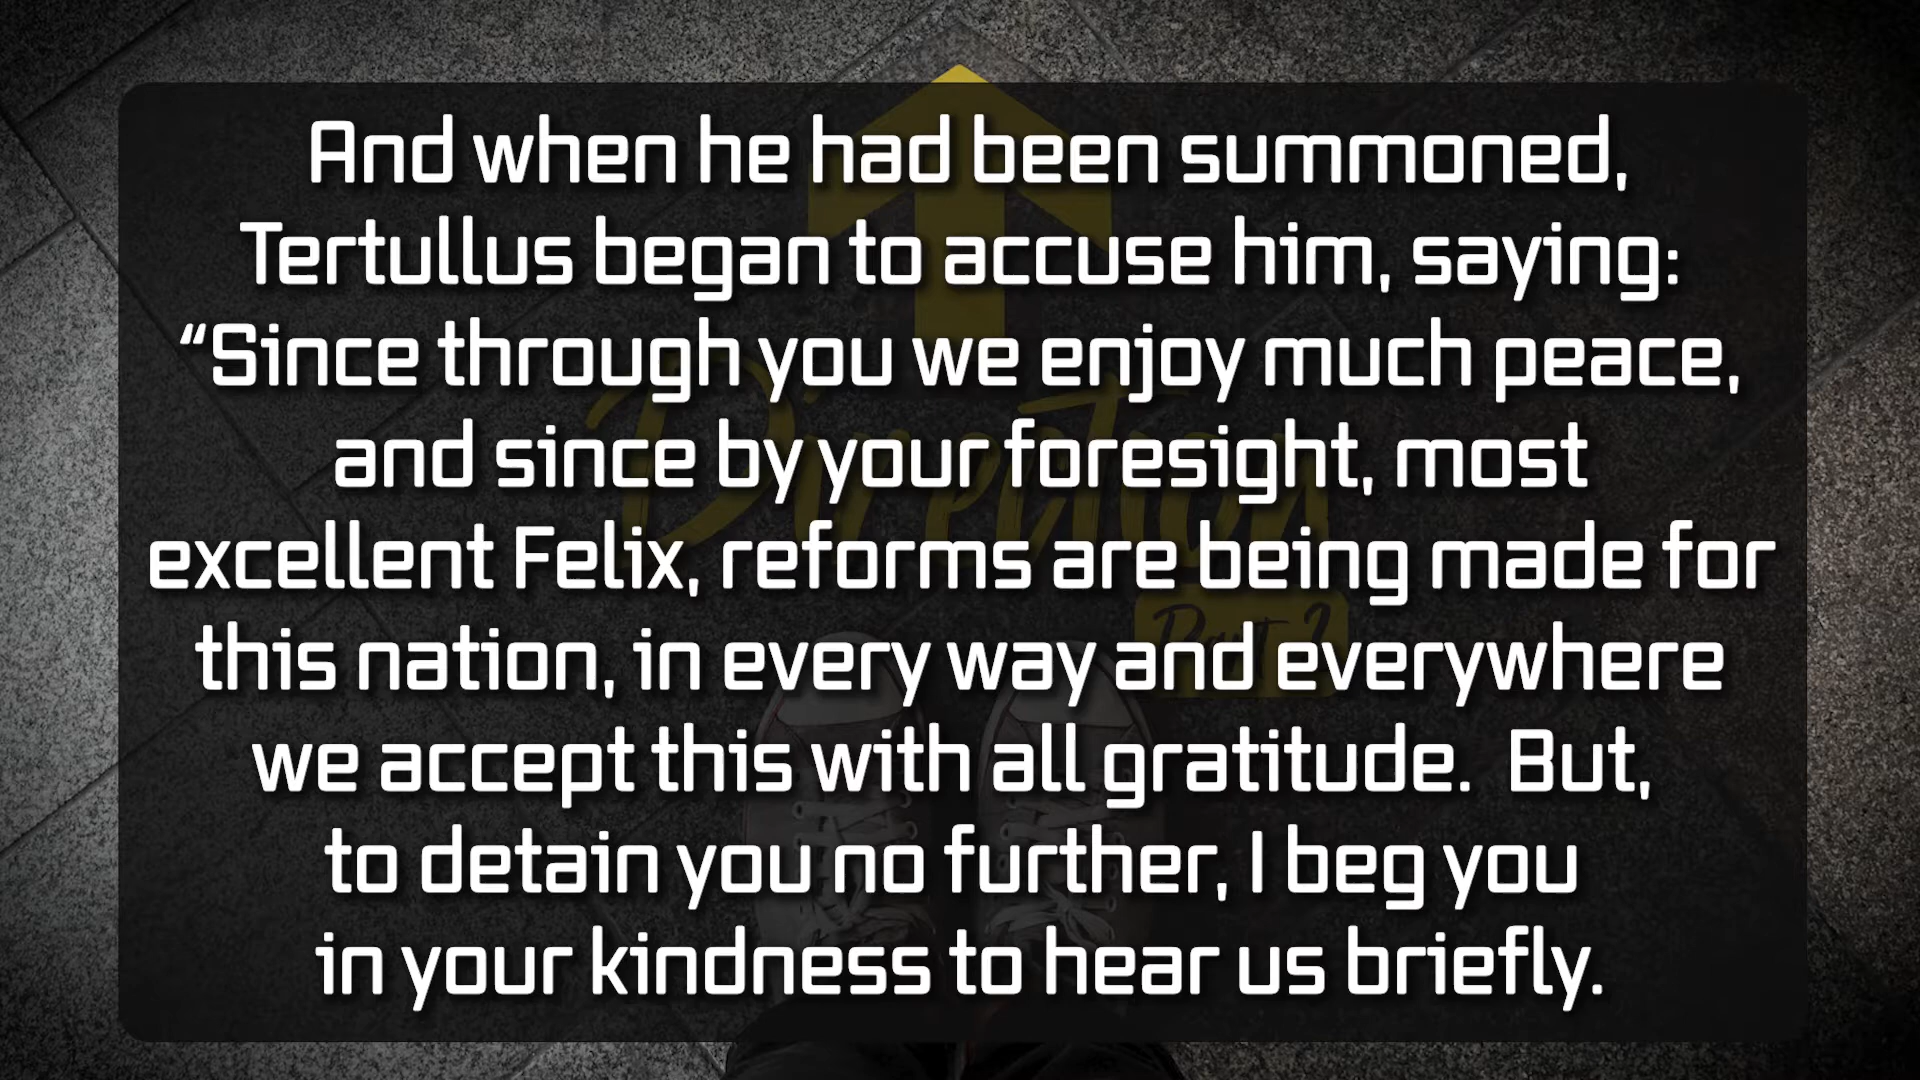 And when he had been summoned,
Tertullus began to accuse him, saying:
“Since through you we enjoy much peace,
and since by your foresight, most
excellent Felix, reforms are being made for
this nation, in every way and everywhere
we accept this with all gratitude.  But,
to detain you no further, I beg you
in your kindness to hear us briefly.
Direction